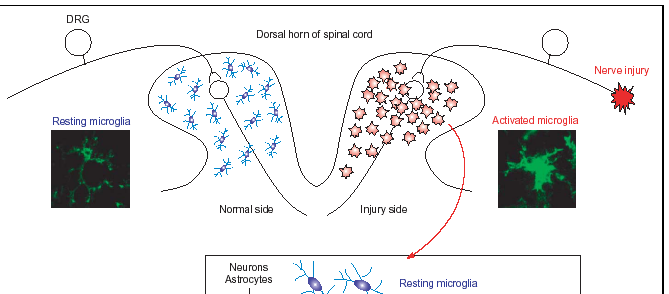 DRG
Dorsal horn of spinal cord
Nerve injury
Resting microglia
Activated microglia
Normal side
Injury side
Neurons
Astrocytes
Resting microglia